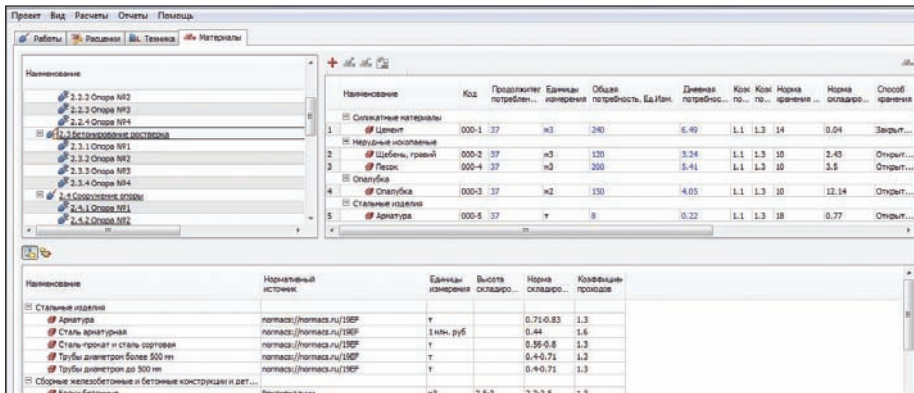 Проект Вид Расчеты Отчеты Помощь
Работы Расценки Техника Материалы
Наименование
2.2.2 Опора №2
2.2.3 Опора №3
2.2.4 Опора №4
2.3 Бетонирование ростверка
2.3.1 Опора №1
2.3.2 Опора №2
2.3.3 Опора №3
2.3.4 Опора №4
2.4 Сооружение опоры
2.4.1 Опора №1
2.4.2 Опора №2
Наименование Код Продолжител потреблен... Единицы измерения Общая потребность, Ед.Изм. Дневная потребнос... Коэс по... Коэс по... Норма хранения ... Норма складиро... Способ хранения
Силикатные материалы
1 Цемент 000-1 37 м3 240 6.49 1.1 1.3 14 0.04 Закрыт...
Нерудные ископаемые
2 Щебень, гравий 000-2 37 м3 120 3.24 1.1 1.3 10 2.43 Открыт...
3 Песок 000-4 37 м3 200 5.41 1.1 1.3 10 3.5 Открыт...
Опалубка
4 Опалубка 000-3 37 м2 150 4.05 1.1 1.3 10 12.14 Открыт...
Стальные изделия
5 Арматура 000-5 37 т 8 0.22 1.1 1.3 18 0.77 Открыт...
Наименование Нормативный источник Единицы измерения Высота складиро... Норма складиро... Коэффициен проходов
Стальные изделия
Арматура normacs://normacs.ru/19EF т 0.71-0.83 1.3
Сталь арматурная normacs://normacs.ru/19EF 1 млн. руб 0.44 1.6
Сталь-прокат и сталь сортовая normacs://normacs.ru/19EF т 0.56-0.8 1.3
Трубы диаметром более 500 мм normacs://normacs.ru/19EF т 0.4-0.71 1.3
Трубы диаметром до 500 мм normacs://normacs.ru/19EF т 0.4-0.71 1.3
Сборные железобетонные и бетонные конструкции и дет...